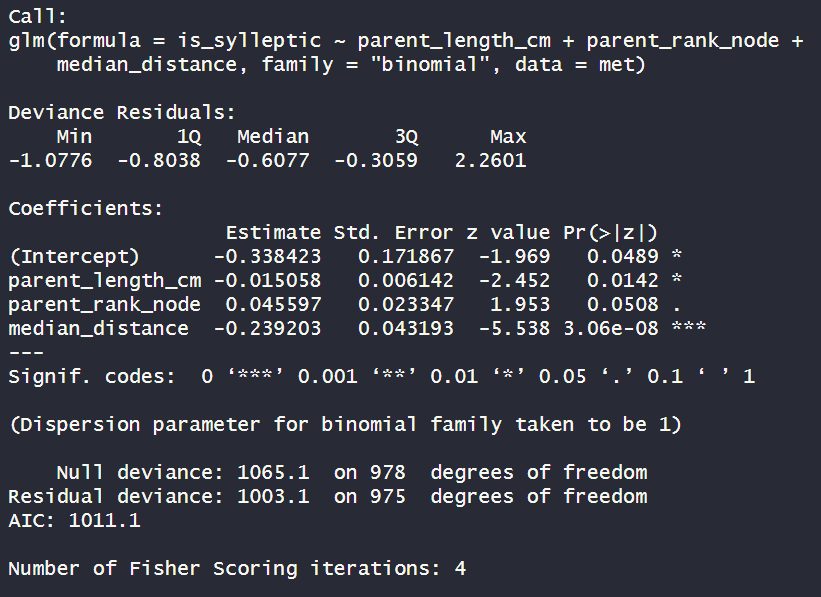 Call:
glm(formula = is_sylleptic ~ parent_length_cm + parent_rank_node +
    median_distance, family = "binomial", data = met)

Deviance Residuals:
    Min       1Q   Median       3Q      Max
-1.0776  -0.8038  -0.6077  -0.3059   2.2601

Coefficients:
                  Estimate Std. Error z value Pr(>|z|)
(Intercept)      -0.338423   0.171867  -1.969   0.0489 *
parent_length_cm -0.015058   0.006142  -2.452   0.0142 *
parent_rank_node  0.045597   0.023347   1.953   0.0508 .
median_distance  -0.239203   0.043193  -5.538 3.06e-08 ***
---
Signif. codes:  0 ‘***’ 0.001 ‘**’ 0.01 ‘*’ 0.05 ‘.’ 0.1 ‘ ’ 1

(Dispersion parameter for binomial family taken to be 1)

    Null deviance: 1065.1  on 978  degrees of freedom
Residual deviance: 1003.1  on 975  degrees of freedom
AIC: 1011.1

Number of Fisher Scoring iterations: 4